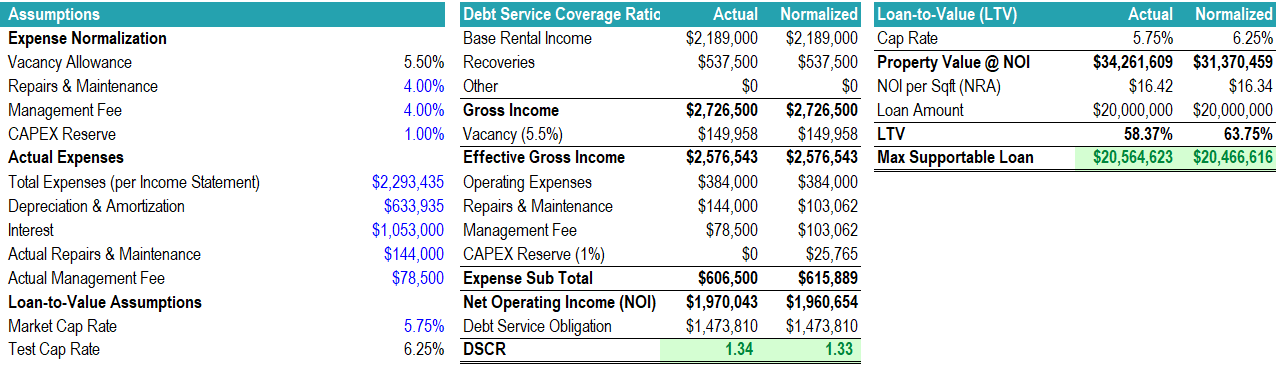 Assumptions
Expense Normalization
Vacancy Allowance 5.50%
Repairs & Maintenance 4.00%
Management Fee 4.00%
CAPEX Reserve 1.00%
Actual Expenses
Total Expenses (per Income Statement) $2,293,435
Depreciation & Amortization $633,935
Interest $1,053,000
Actual Repairs & Maintenance $144,000
Actual Management Fee $78,500
Loan-to-Value Assumptions
Market Cap Rate 5.75%
Test Cap Rate 6.25%
Debt Service Coverage Ratic Actual Normalized
Base Rental Income $2,189,000 $2,189,000
Recoveries $537,500 $537,500
Other $0 $0
Gross Income $2,726,500 $2,726,500
Vacancy (5.5%) $149,958 $149,958
Effective Gross Income $2,576,543 $2,576,543
Operating Expenses $384,000 $384,000
Repairs & Maintenance $144,000 $103,062
Management Fee $78,500 $103,062
CAPEX Reserve (1%) $0 $25,765
Expense Sub Total $606,500 $615,889
Net Operating Income (NOI) $1,970,043 $1,960,654
Debt Service Obligation $1,473,810 $1,473,810
DSCR 1.34 1.33
Loan-to-Value (LTV) Actual Normalized
Cap Rate 5.75% 6.25%
Property Value @ NOI $34,261,609 $31,370,459
NOI per Sqft (NRA) $16.42 $16.34
Loan Amount $20,000,000 $20,000,000
LTV 58.37% 63.75%
Max Supportable Loan $20,564,623 $20,466,616